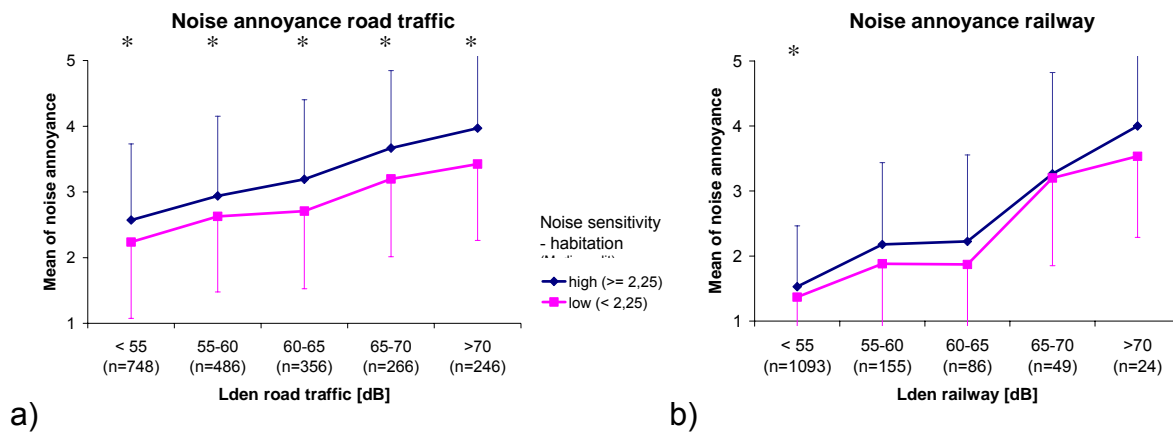 Noise annoyance road traffic
* * * * *
5
4
3
2
1
Mean of noise annoyance
< 55 55-60 60-65 65-70 >70
(n=748) (n=486) (n=356) (n=266) (n=246)
Lden road traffic [dB]
a)
Noise sensitivity
- habitation
high (>= 2,25)
low (< 2,25)
Noise annoyance railway
*
5
4
3
2
1
Mean of noise annoyance
< 55 55-60 60-65 65-70 >70
(n=1093) (n=155) (n=86) (n=49) (n=24)
Lden railway [dB]
b)